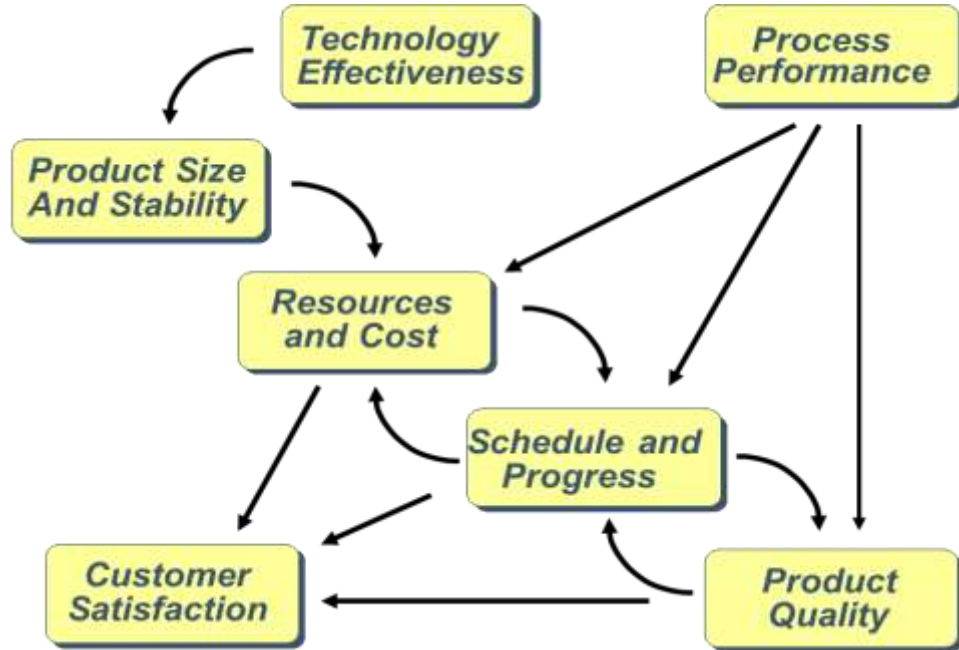 Technology
Effectiveness
Process
Performance
Product Size
And Stability
Resources
and Cost
Schedule and
Progress
Customer
Satisfaction
Product
Quality